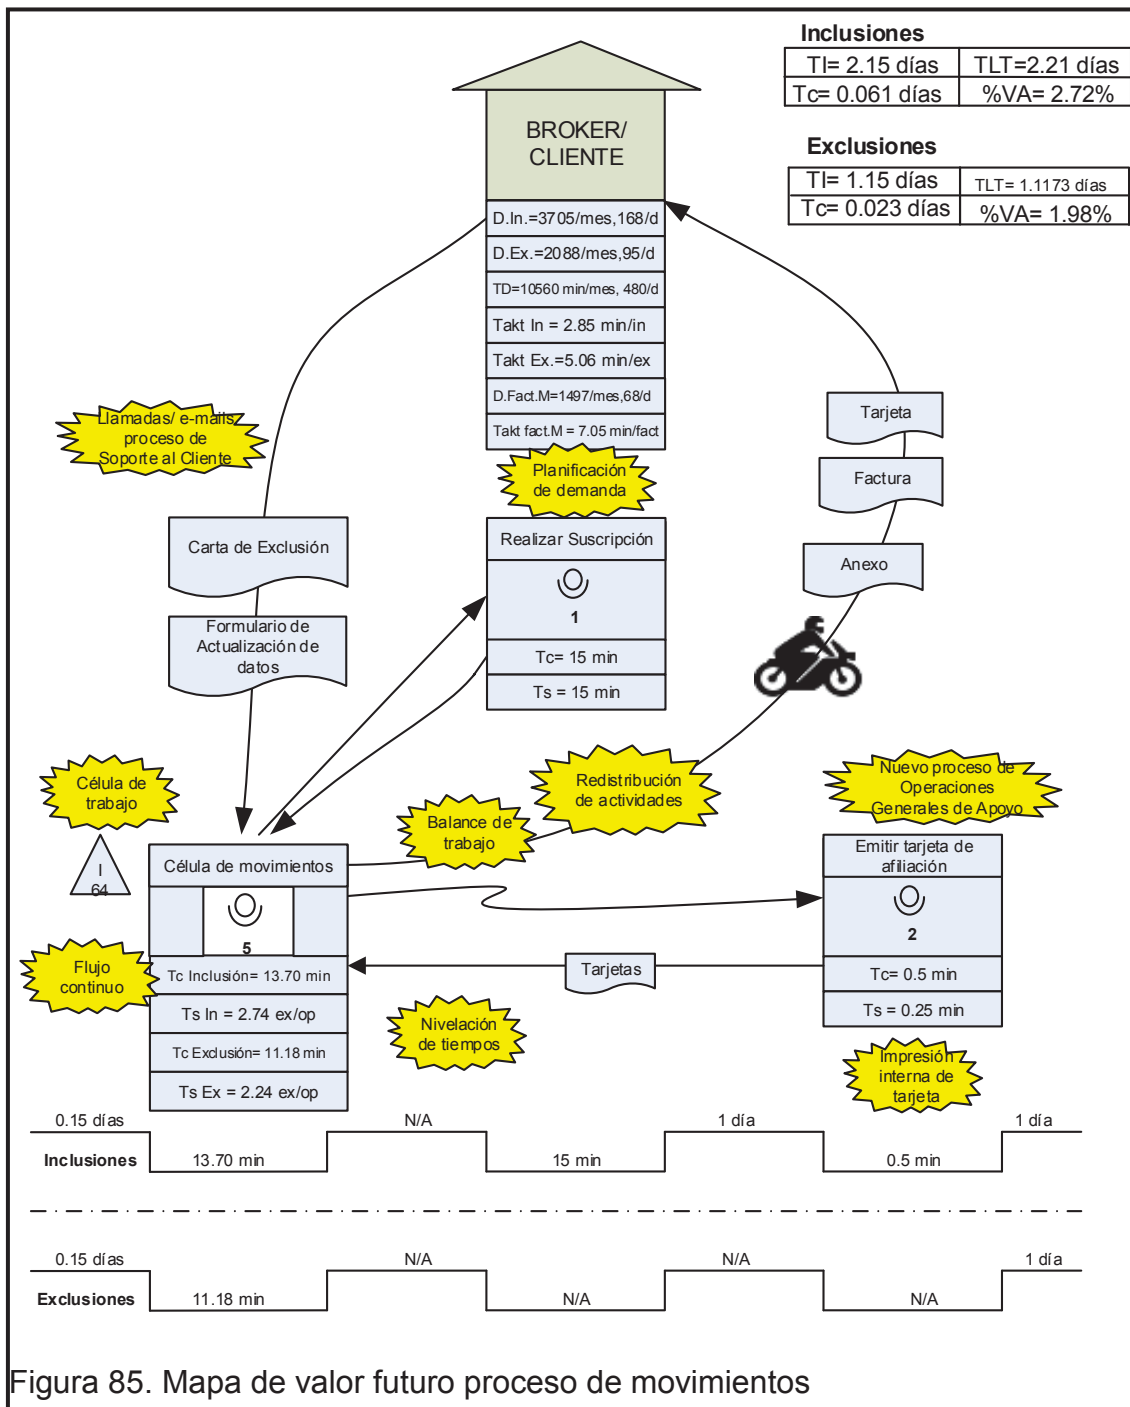 Inclusiones
TI= 2.15 días
TLT=2.21 días
Tc= 0.061 días
%VA= 2.72%
Exclusiones
TI= 1.15 días
TLT= 1.1173 días
Tc= 0.023 días
%VA= 1.98%
BROKER/
CLIENTE
D.In.=3705/mes,168/d
D.Ex.=2088/mes,95/d
TD=10560 min/mes, 480/d
Takt In = 2.85 min/in
Takt Ex.=5.06 min/ex
D.Fact.M=1497/mes,68/d
Takt fact.M = 7.05 min/fact
Llamadas/ e-mails
proceso de
Soporte al Cliente
Planificación
de demanda
Tarjeta
Factura
Anexo
Carta de Exclusión
Formulario de
Actualización de
datos
Realizar Suscripción
1
Tc= 15 min
Ts = 15 min
Célula de
trabajo
I
64
Balance de
trabajo
Redistribución
de actividades
Nuevo proceso de
Operaciones
Generales de Apoyo
Célula de movimientos
5
Tc Inclusión= 13.70 min
Ts In = 2.74 ex/op
Tc Exclusión= 11.18 min
Ts Ex = 2.24 ex/op
Flujo
continuo
Tarjetas
Nivelación
de tiempos
Emitir tarjeta de
afiliación
2
Tc= 0.5 min
Ts = 0.25 min
Impresión
interna de
tarjeta
0.15 días
N/A
1 día
1 día
Inclusiones
13.70 min
15 min
0.5 min
0.15 días
N/A
N/A
1 día
Exclusiones
11.18 min
N/A
N/A
Figura 85. Mapa de valor futuro proceso de movimientos